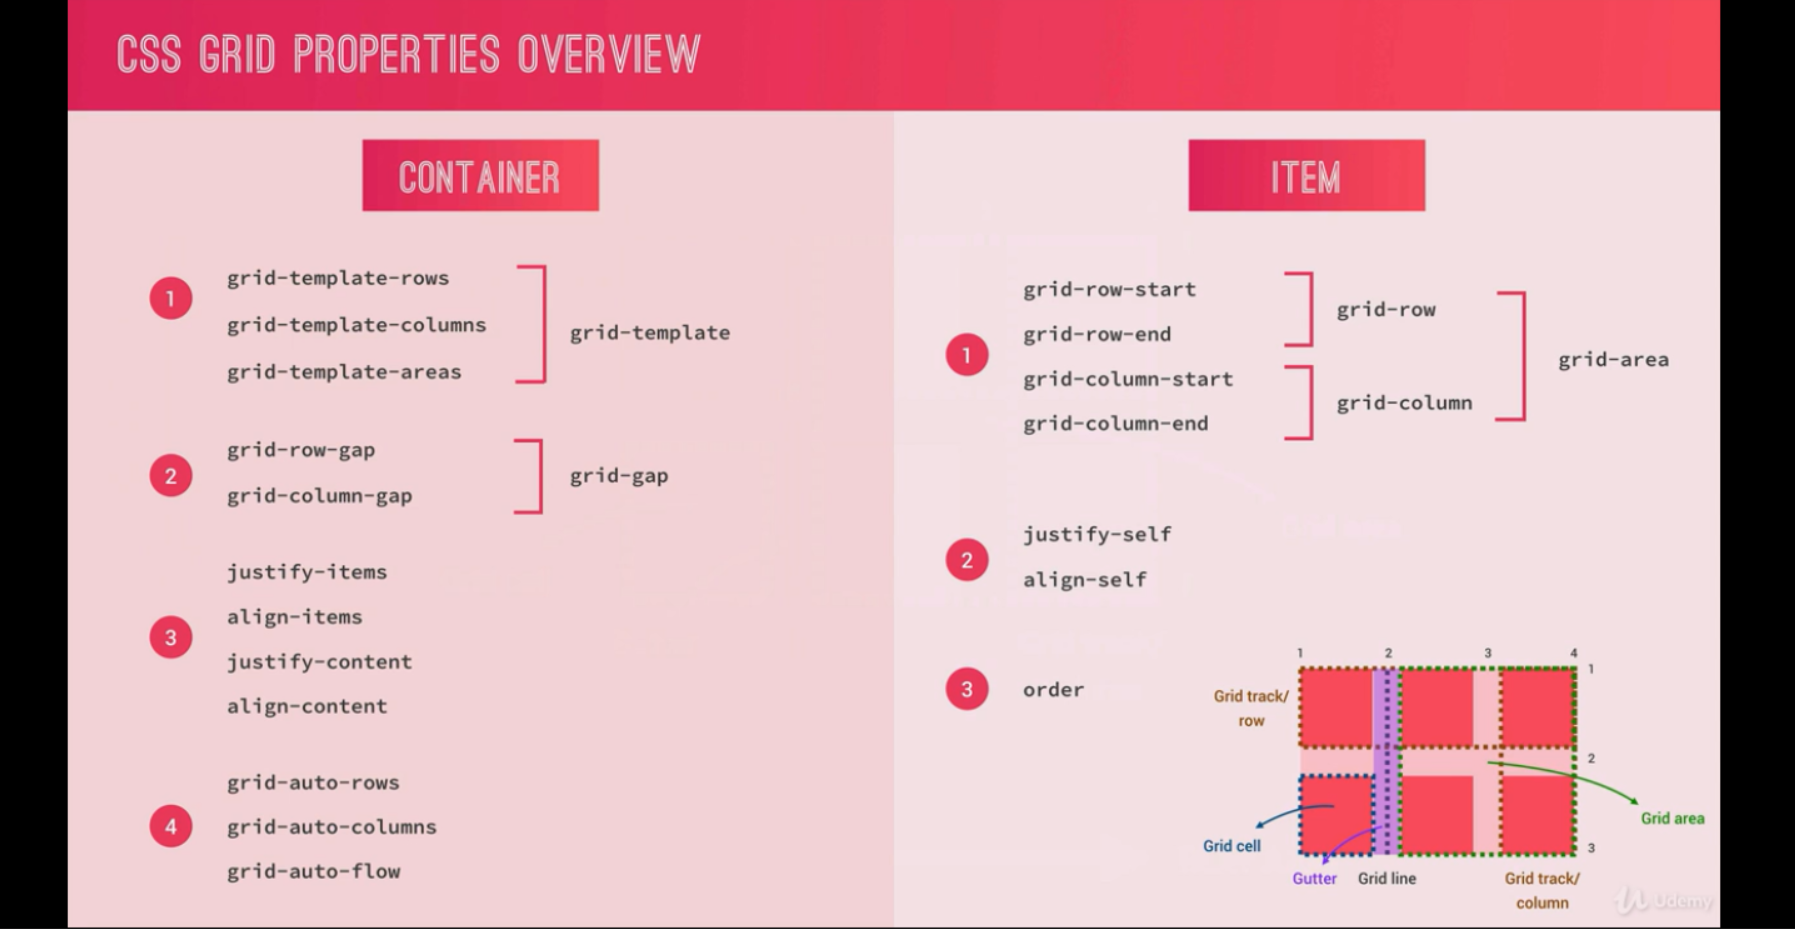 CSS GRID PROPERTIES OVERVIEW
CONTAINER
1
grid-template-rows
grid-template-columns
grid-template-areas
grid-template
2
grid-row-gap
grid-column-gap
grid-gap
3
justify-items
align-items
justify-content
align-content
4
grid-auto-rows
grid-auto-columns
grid-auto-flow
ITEM
1
grid-row-start
grid-row-end
grid-column-start
grid-column-end
grid-row
grid-column
grid-area
2
justify-self
align-self
3
order
1 2 3 4
1
2
3
Grid track/
row
Grid cell
Gutter
Grid line
Grid track/
column
Grid area
Udemy